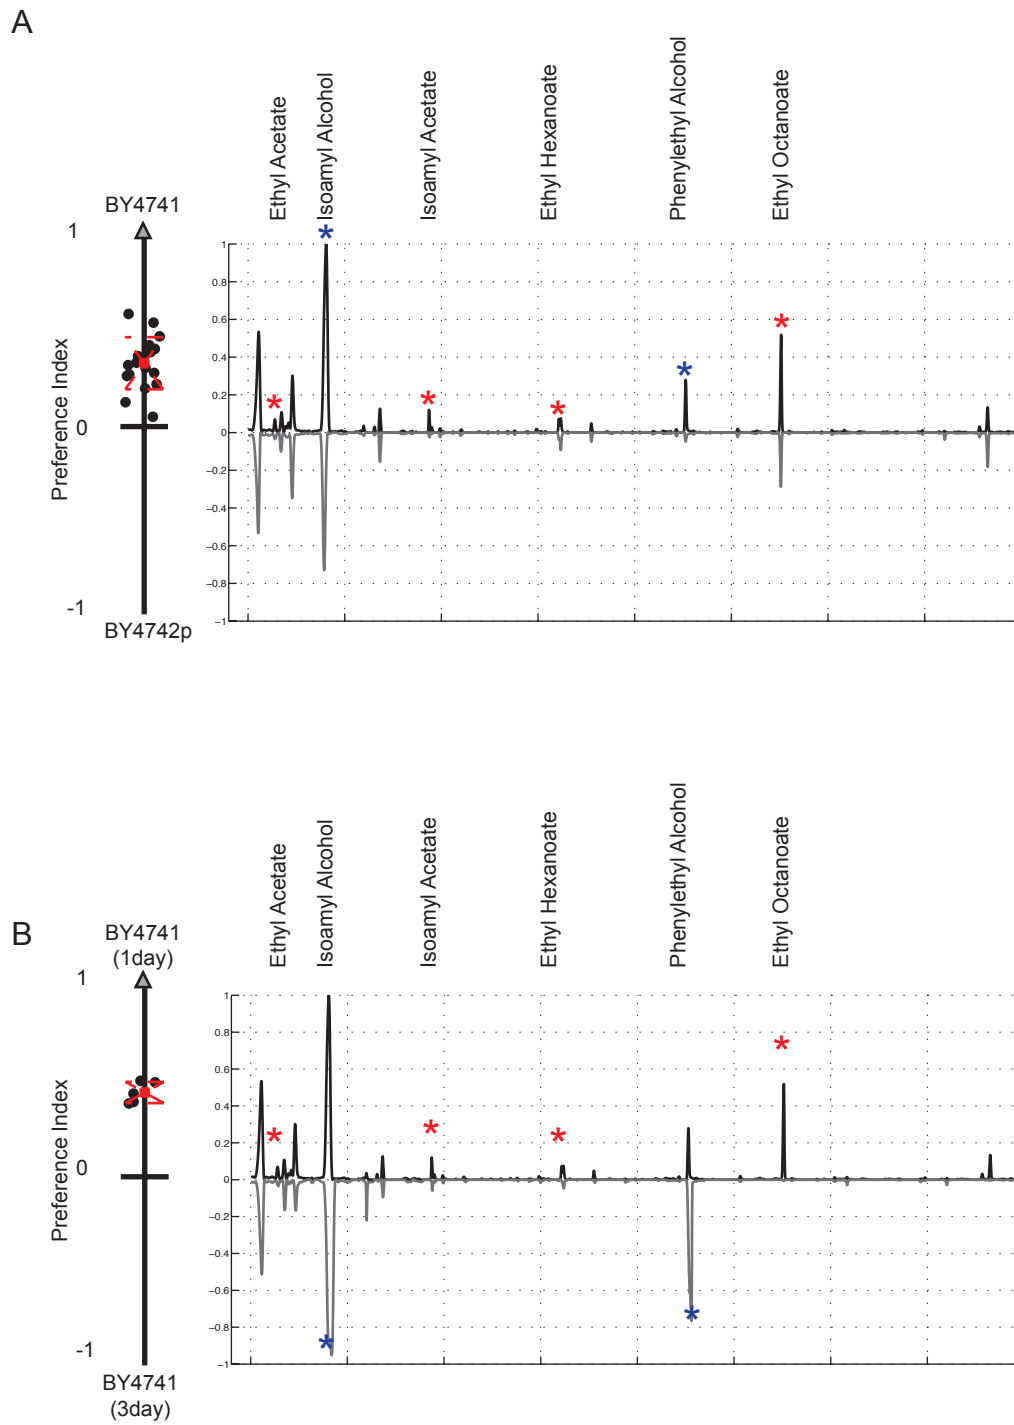 A
Ethyl Acetate
Isoamyl Alcohol
Isoamyl Acetate
Ethyl Hexanoate
Phenylethyl Alcohol
Ethyl Octanoate
BY4741
1
Preference Index
0
-1
BY4742p
1
0.8
0.6
0.4
0.2
0
−0.2
−0.4
−0.6
−0.8
−1
B
Ethyl Acetate
Isoamyl Alcohol
Isoamyl Acetate
Ethyl Hexanoate
Phenylethyl Alcohol
Ethyl Octanoate
BY4741
(1day)
1
Preference Index
0
-1
BY4741
(3day)
1
0.8
0.6
0.4
0.2
0
−0.2
−0.4
−0.6
−0.8
−1